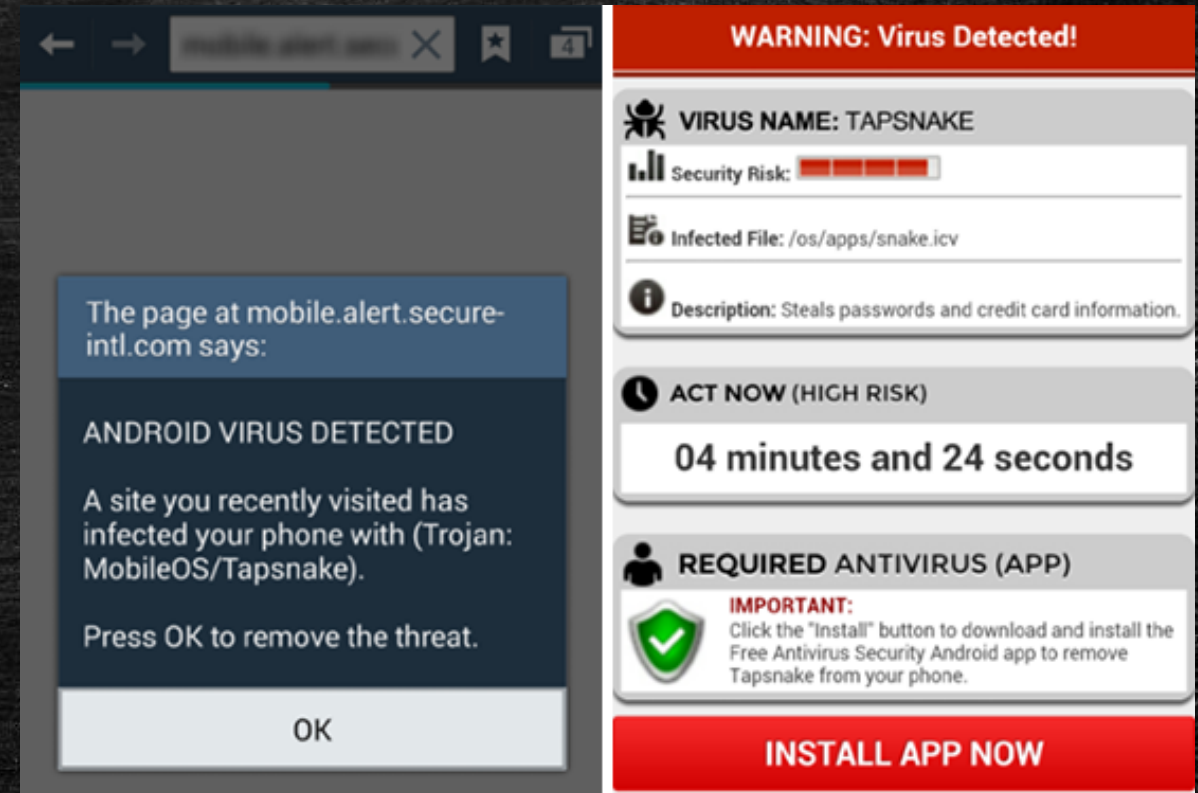 mobile.alert.secu
4
The page at mobile.alert.secure-
intl.com says:
ANDROID VIRUS DETECTED
A site you recently visited has
infected your phone with (Trojan:
MobileOS/Tapsnake).
Press OK to remove the threat.
OK
WARNING: Virus Detected!
VIRUS NAME: TAPSNAKE
Security Risk:
Infected File: /os/apps/snake.icv
Description: Steals passwords and credit card information.
ACT NOW (HIGH RISK)
04 minutes and 24 seconds
REQUIRED ANTIVIRUS (APP)
IMPORTANT:
Click the "Install" button to download and install the
Free Antivirus Security Android app to remove
Tapsnake from your phone.
INSTALL APP NOW